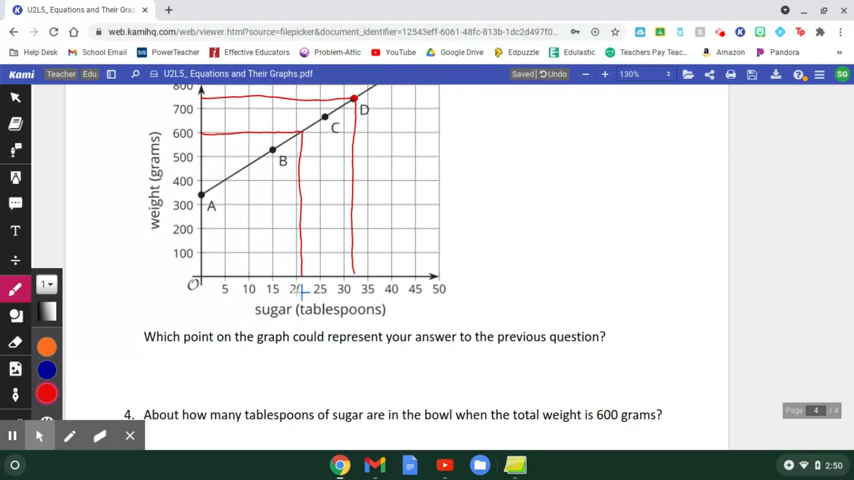 U2L5_ Equations and Their Grap
web.kamihq.com/web/viewer.html?source=filepicker&document_identifier=12543eff-6061-48fc-813b-1dc2d497f0...
Help Desk School Email SIS PowerTeacher Effective Educators Problem-Attic YouTube Google Drive Edpuzzle Edulastic Teachers Pay Teac... Amazon Pandora
Kami Teacher Edu U2L5_ Equations and Their Graphs.pdf Saved Undo 130% SG
800
700
600
500
400
300
200
100
weight (grams)
A
B
C
D
O 5 10 15 20 25 30 35 40 45 50
sugar (tablespoons)
Which point on the graph could represent your answer to the previous question?
4. About how many tablespoons of sugar are in the bowl when the total weight is 600 grams?
T
1
Page 4 / 4
2:50